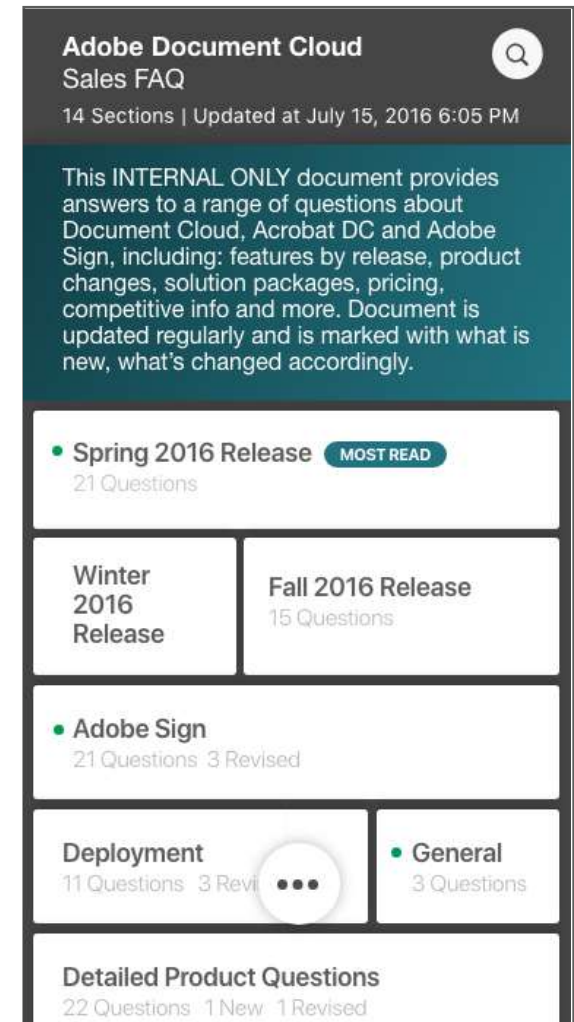 Adobe Document Cloud
Sales FAQ
14 Sections | Updated at July 15, 2016 6:05 PM
This INTERNAL ONLY document provides
answers to a range of questions about
Document Cloud, Acrobat DC and Adobe
Sign, including: features by release, product
changes, solution packages, pricing,
competitive info and more. Document is
updated regularly and is marked with what is
new, what's changed accordingly.
Spring 2016 Release MOST READ
21 Questions
Winter
2016
Release
Fall 2016 Release
15 Questions
Adobe Sign
21 Questions 3 Revised
Deployment
11 Questions 3 Revi
General
3 Questions
Detailed Product Questions
22 Questions 1 New 1 Revised